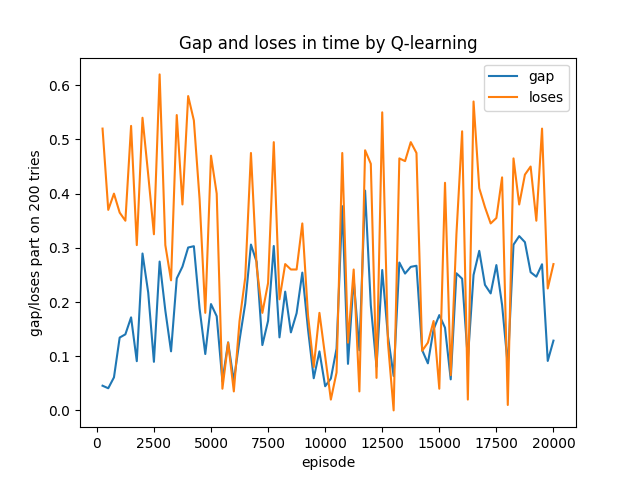 Gap and loses in time by Q-learning
gap
loses
gap/loses part on 200 tries
0.6
0.5
0.4
0.3
0.2
0.1
0.0
0 2500 5000 7500 10000 12500 15000 17500 20000
episode